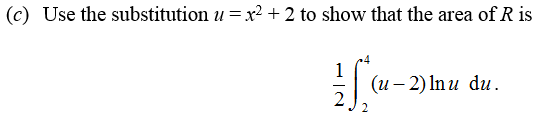 (c) Use the substitution u = x² + 2 to show that the area of R is
1/2 ∫₂⁴ (u − 2) ln u du.